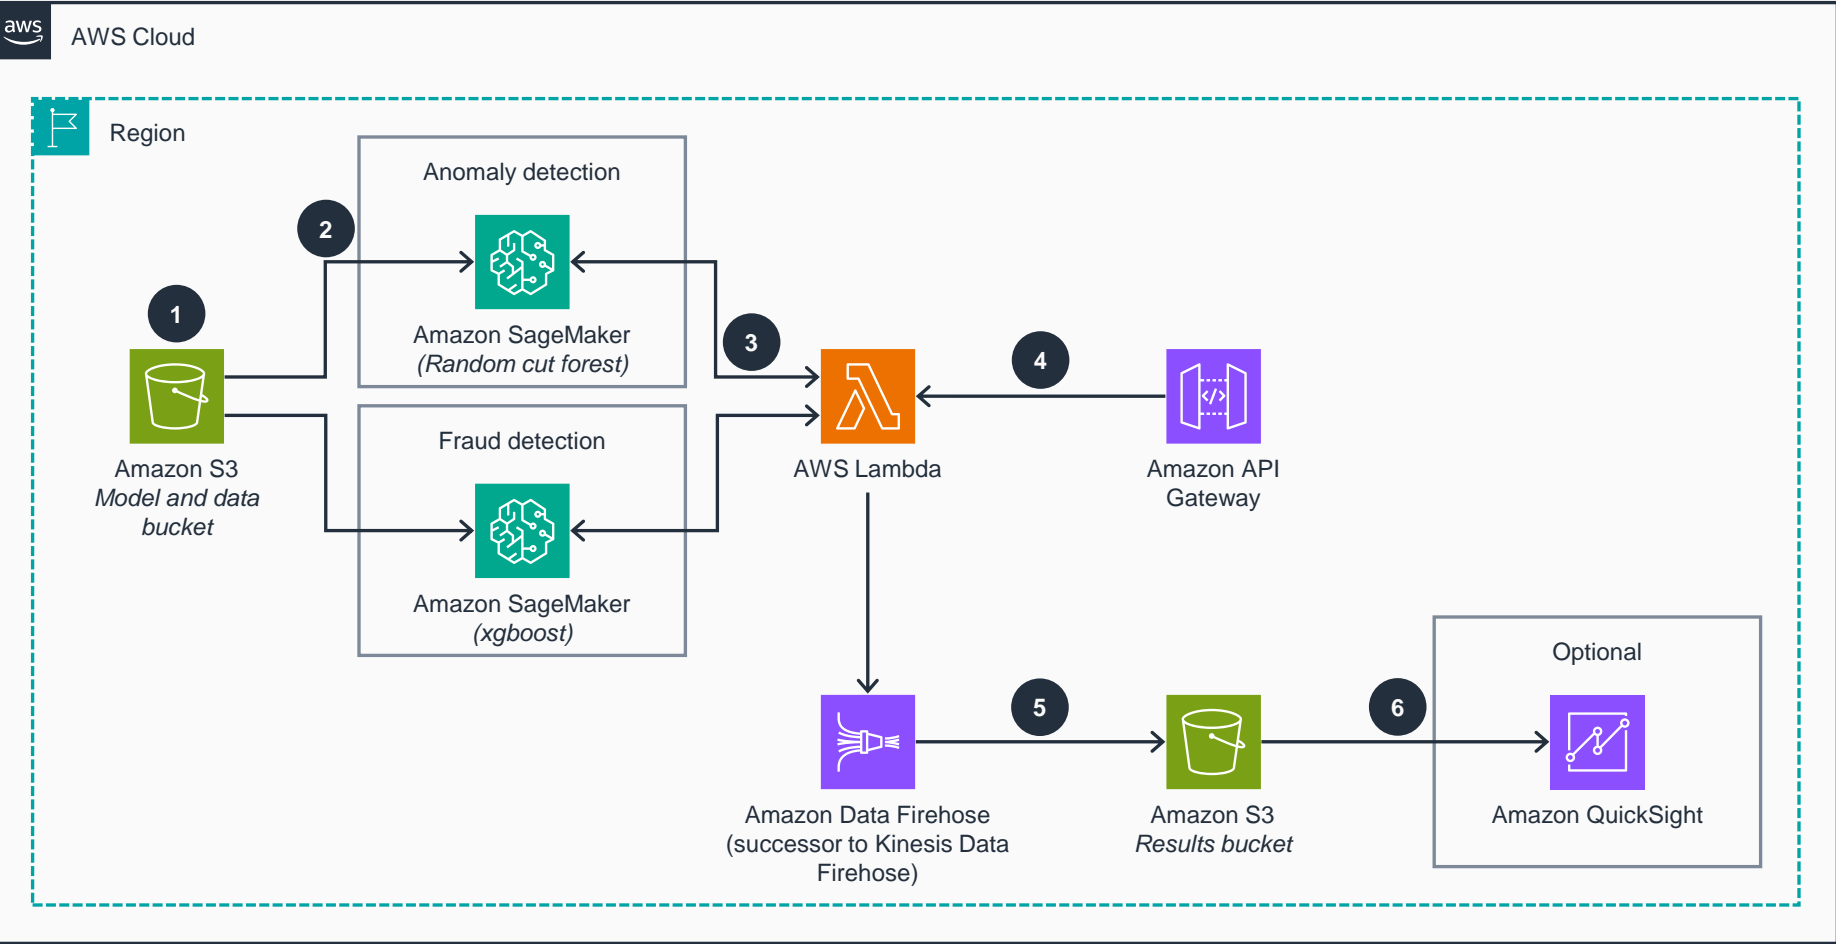 aws
AWS Cloud
Region
Anomaly detection
2
1
Amazon SageMaker
(Random cut forest)
3
4
Fraud detection
Amazon S3
Model and data
bucket
AWS Lambda
Amazon API
Gateway
</>
Amazon SageMaker
(xgboost)
Optional
5
6
Amazon Data Firehose
(successor to Kinesis Data
Firehose)
Amazon S3
Results bucket
Amazon QuickSight